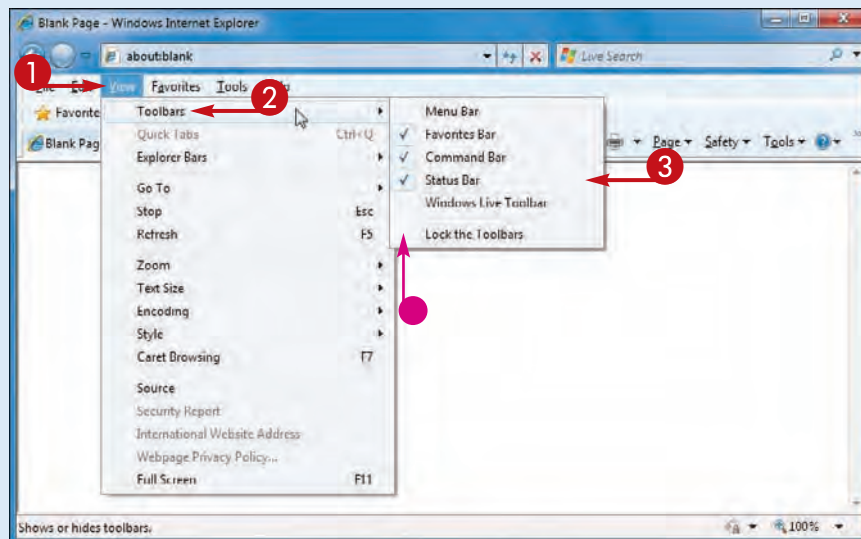 Blank Page - Windows Internet Explorer
about:blank
Live Search
1
View Favorites Tools
2
Favorite
Blank Pag
Page Safety Tools
Toolbars
Quick Tabs Ctrl+Q
Explorer Bars
Go To
Stop Esc
Refresh F5
Zoom
Text Size
Encoding
Style
Caret Browsing F7
Source
Security Report
International Website Address
Webpage Privacy Policy...
Full Screen F11
Menu Bar
Favorites Bar
Command Bar
Status Bar
3
Windows Live Toolbar
Lock the Toolbars
Shows or hides toolbars.
100%